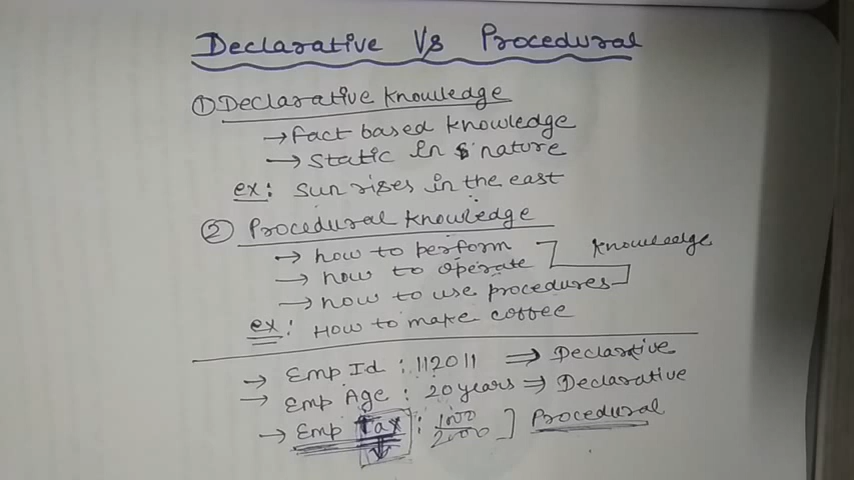 Declarative Vs Procedural
① Declarative Knowledge
→ fact based knowledge
→ static in nature
ex: sun rises in the east
② Procedural Knowledge
→ how to perform
→ how to operate
→ how to use procedures
Knowledge
ex: How to make coffee
→ Emp Id : 112011 ⇒ Declarative
→ Emp Age : 20 years ⇒ Declarative
→ Emp Tax : 1000/2000 ] Procedural